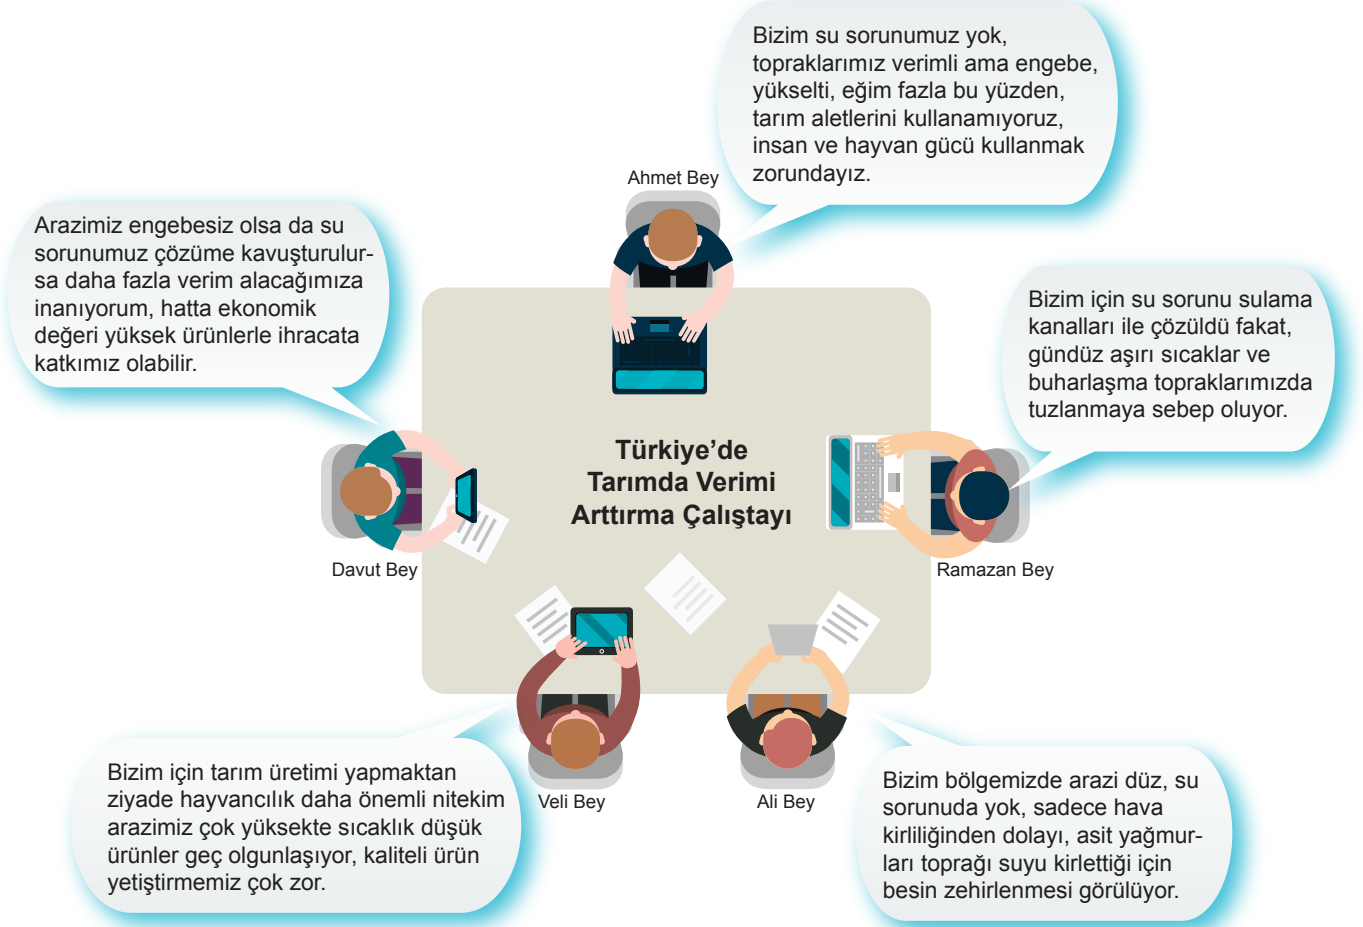 Bizim su sorunumuz yok,
topraklarımız verimli ama engebe,
yükselti, eğim fazla bu yüzden,
tarım aletlerini kullanamıyoruz,
insan ve hayvan gücü kullanmak
zorundayız.
Ahmet Bey
Arazimiz engebesiz olsa da su
sorunumuz çözüme kavuşturulur-
sa daha fazla verim alacağımıza
inanıyorum, hatta ekonomik
değeri yüksek ürünlerle ihracata
katkımız olabilir.
Davut Bey
Bizim için su sorunu sulama
kanalları ile çözüldü fakat,
gündüz aşırı sıcaklar ve
buharlaşma topraklarımızda
tuzlanmaya sebep oluyor.
Ramazan Bey
Türkiye’de
Tarımda Verimi
Arttırma Çalıştayı
Bizim için tarım üretimi yapmaktan
ziyade hayvancılık daha önemli nitekim
arazimiz çok yüksekte sıcaklık düşük
ürünler geç olgunlaşıyor, kaliteli ürün
yetiştirmemiz çok zor.
Veli Bey
Ali Bey
Bizim bölgemizde arazi düz, su
sorunuda yok, sadece hava
kirliliğinden dolayı, asit yağmur-
ları toprağı suyu kirlettiği için
besin zehirlenmesi görülüyor.